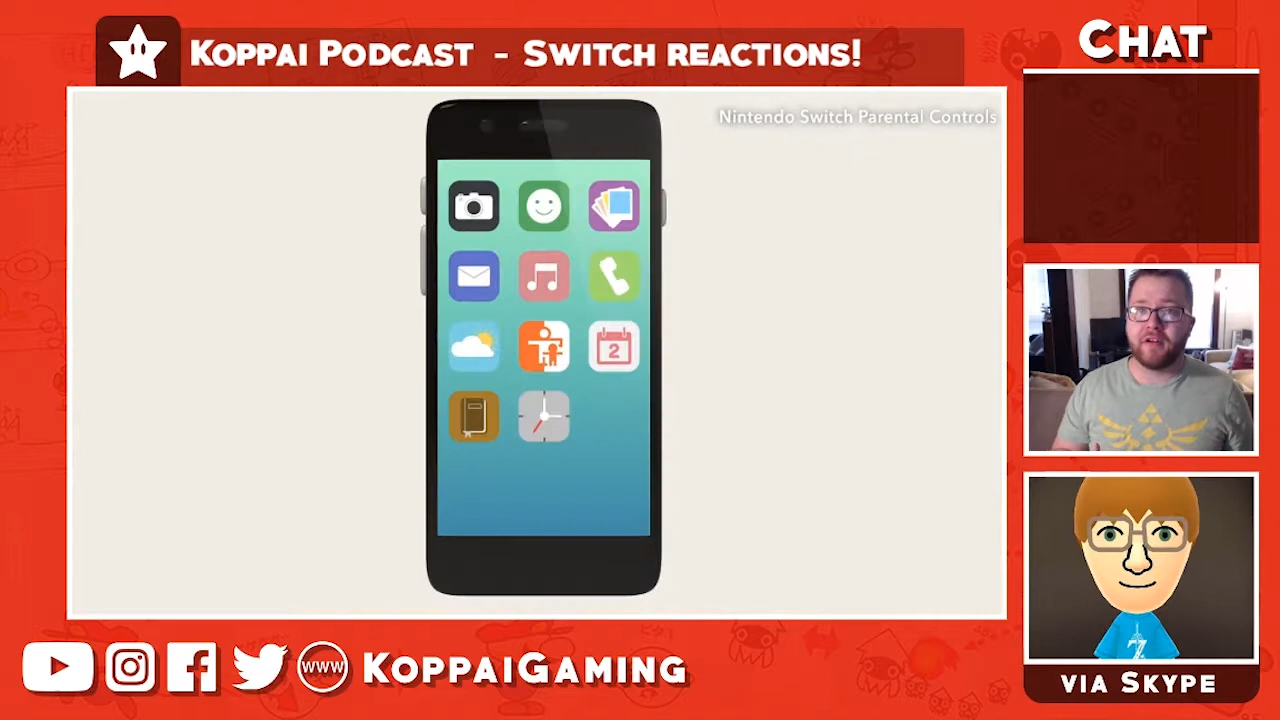 Koppai Podcast - Switch reactions!
Chat
Nintendo Switch Parental Controls
2
Z
www
KoppaiGaming
via Skype